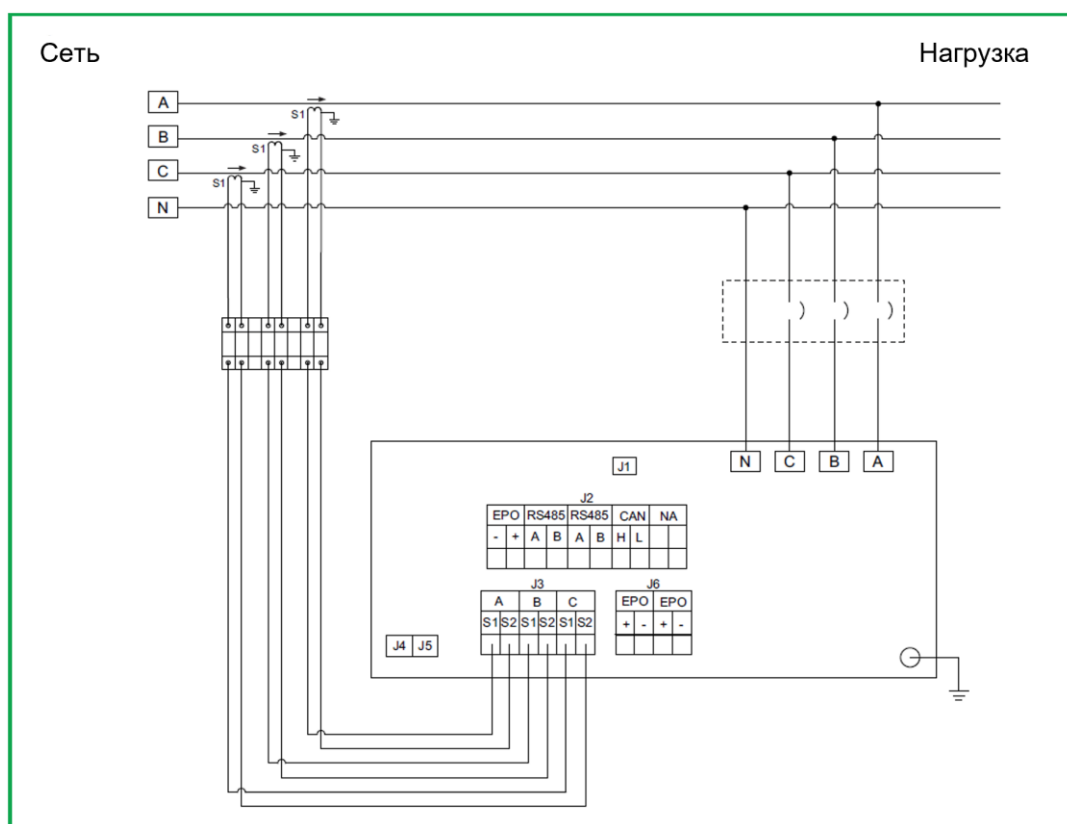 Сеть Нагрузка
A
S1
B
S1
C
S1
N
N C B A
J1
J2
EPO RS485 RS485 CAN NA
- + A B A B H L
J3 J6
A B C EPO EPO
S1 S2 S1 S2 S1 S2 + - + -
J4 J5